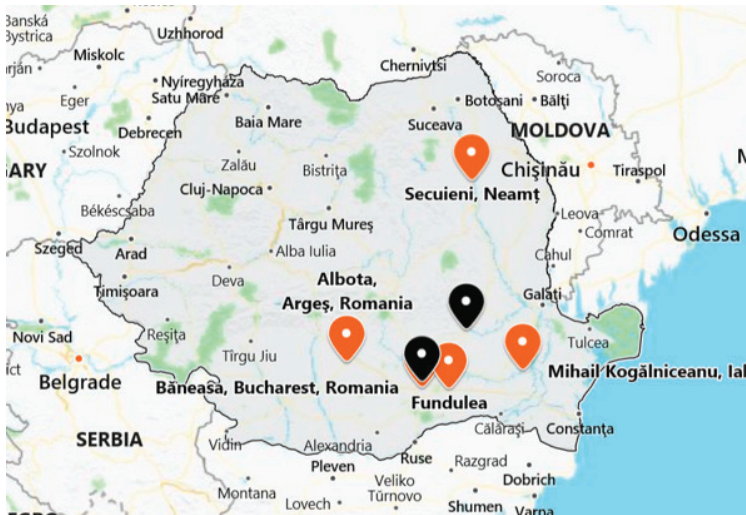 Banská
Bystrica
Uzhhorod
Miskolc
rján
Chernivtsi
Soroca
Nyíregyháza
Eger
Satu Mare
Botoșani
Bălți
Budapest
Baia Mare
Suceava
Debrecen
MOLDOVA
Szolnok
Zalău
Bistrița
Chișinău
GARY
Tiraspol
Cluj-Napoca
Secuieni, Neamț
Békéscsaba
Târgu Mureș
Leova
Szeged
Comrat
Odessa
Arad
Alba Iulia
Cahul
Albota,
Argeș, Romania
Timișoara
Deva
Galați
Novi Sad
Reșița
Tulcea
Târgu Jiu
Mihail Kogălniceanu, Ial
Belgrade
Băneasa, Bucharest, Romania
Fundulea
Călărași
Constanța
SERBIA
Vidin
Alexandria
Ruse
Pleven
Razgrad
Dobrich
Montana
Veliko
Tŭrnovo
Lovech
Shumen
Varna